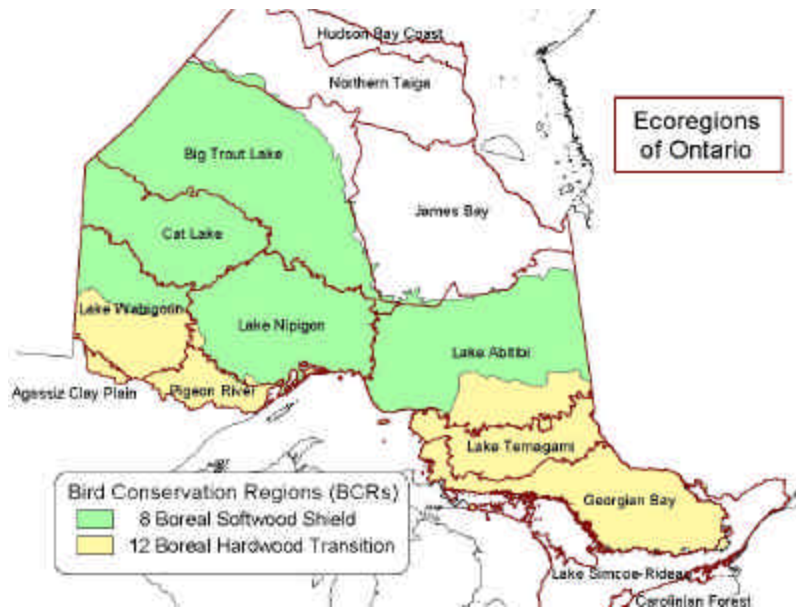 Hudson Bay Coast
Northern Taiga
Ecoregions
of Ontario
Big Trout Lake
James Bay
Cat Lake
Lake Wabigoon
Lake Nipigon
Lake Abitibi
Agassiz Clay Plain
Pigeon River
Lake Temagami
Georgian Bay
Bird Conservation Regions (BCRs)
8 Boreal Softwood Shield
12 Boreal Hardwood Transition
Lake Simcoe-Rideau
Carolinian Forest